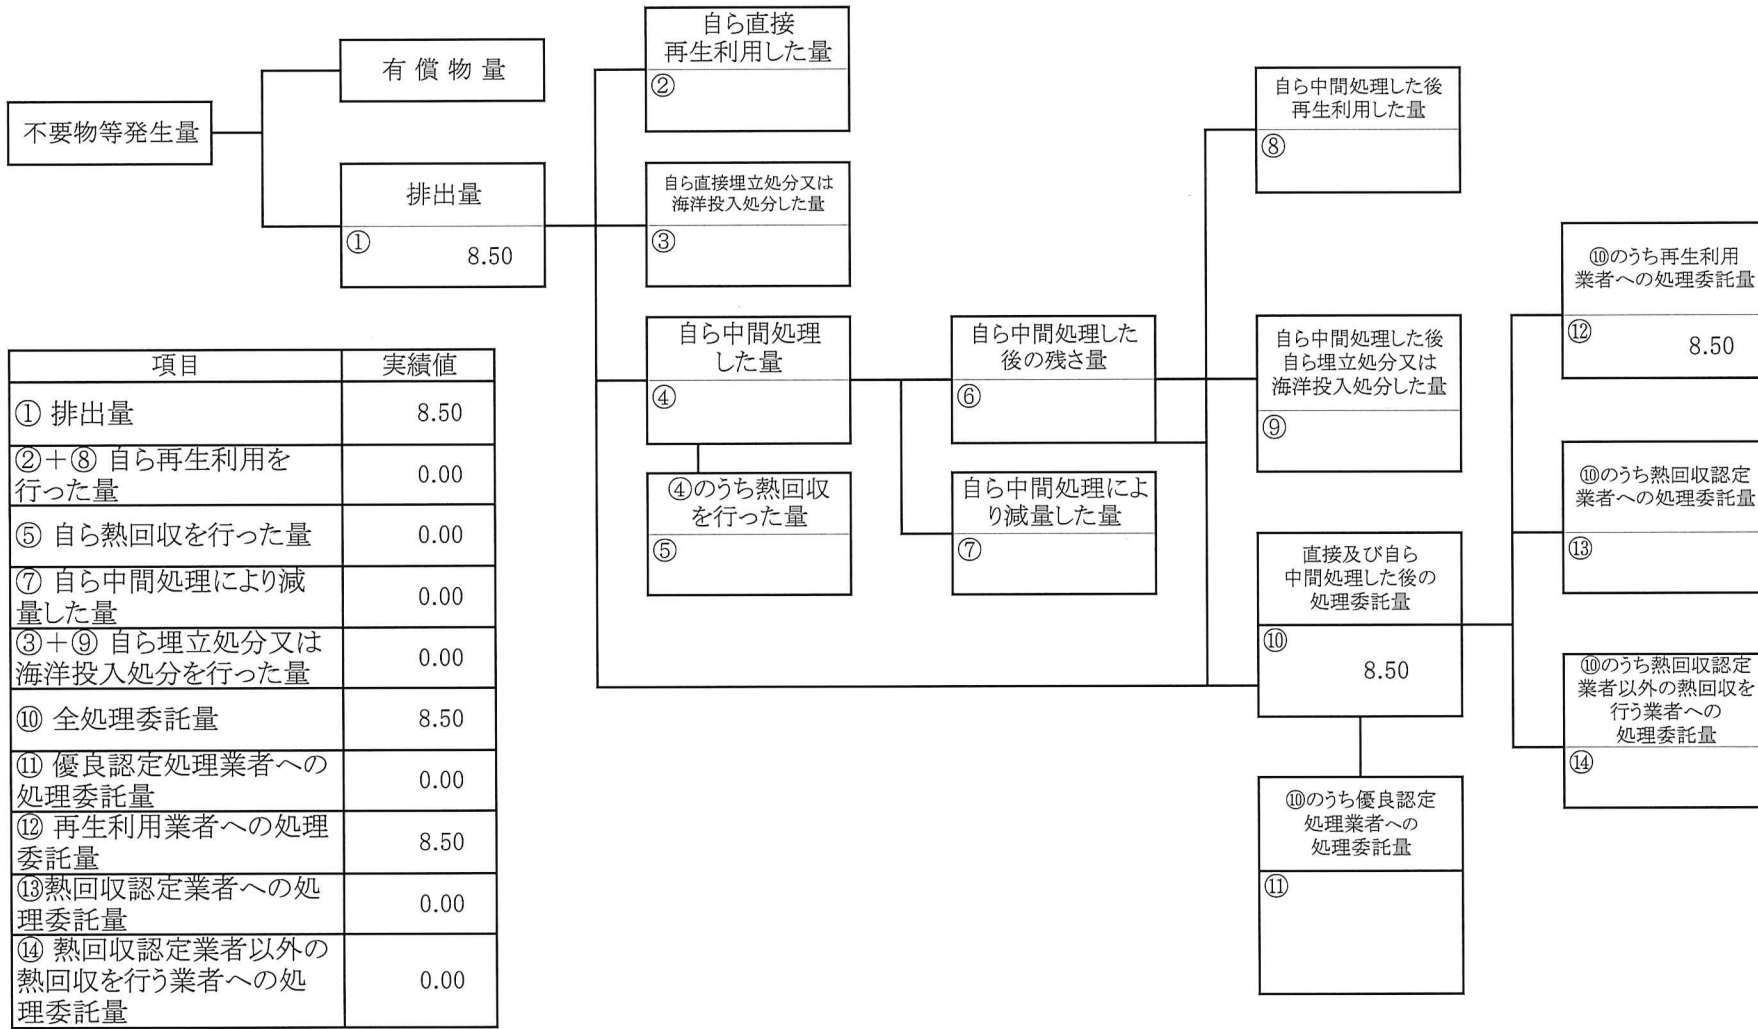 不要物等発生量
有償物量
排出量
①
8.50
自ら直接
再生利用した量
②
自ら直接埋立処分又は
海洋投入処分した量
③
自ら中間処理
した量
④
④のうち熱回収
を行った量
⑤
自ら中間処理した
後の残さ量
⑥
自ら中間処理によ
り減量した量
⑦
自ら中間処理した後
再生利用した量
⑧
自ら中間処理した後
自ら埋立処分又は
海洋投入処分した量
⑨
直接及び自ら
中間処理した後の
処理委託量
⑩
8.50
⑩のうち優良認定
処理業者への
処理委託量
⑪
⑩のうち再生利用
業者への処理委託量
⑫
8.50
⑩のうち熱回収認定
業者への処理委託量
⑬
⑩のうち熱回収認定
業者以外の熱回収を
行う業者への
処理委託量
⑭
項目 実績値
① 排出量 8.50
②+⑧ 自ら再生利用を
行った量 0.00
⑤ 自ら熱回収を行った量 0.00
⑦ 自ら中間処理により減
量した量 0.00
③+⑨ 自ら埋立処分又は
海洋投入処分を行った量 0.00
⑩ 全処理委託量 8.50
⑪ 優良認定処理業者への
処理委託量 0.00
⑫ 再生利用業者への処理
委託量 8.50
⑬熱回収認定業者への処
理委託量 0.00
⑭ 熱回収認定業者以外の
熱回収を行う業者への処
理委託量 0.00